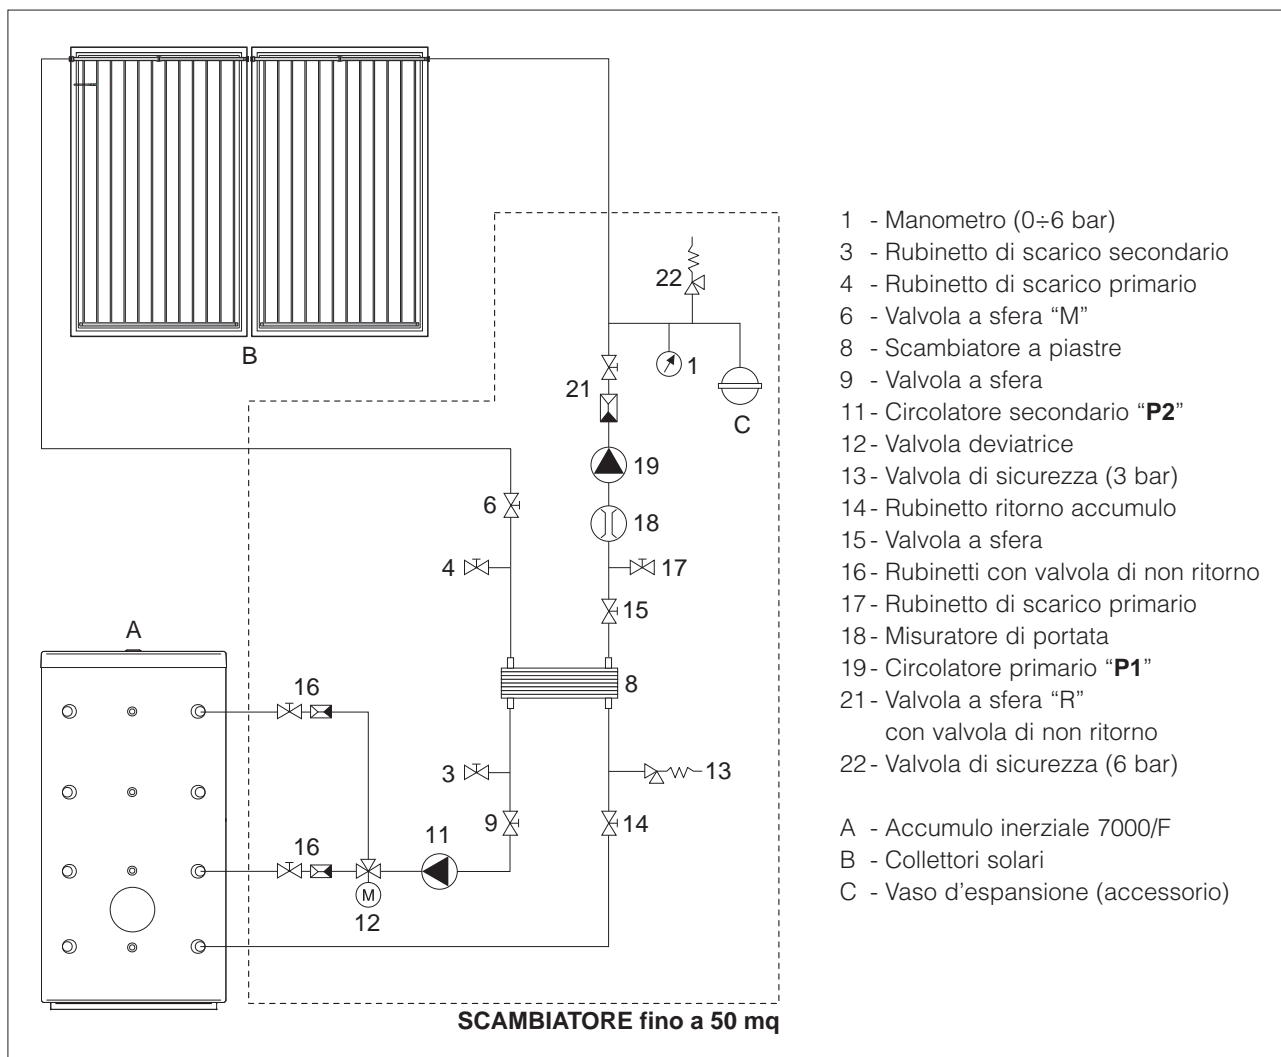 B
22
1
21
C
19
6
18
4
17
15
A
16
8
3
13
9
11
14
16
M
12
SCAMBIATORE fino a 50 mq
1 - Manometro (0÷6 bar)
3 - Rubinetto di scarico secondario
4 - Rubinetto di scarico primario
6 - Valvola a sfera “M”
8 - Scambiatore a piastre
9 - Valvola a sfera
11 - Circolatore secondario “P2”
12 - Valvola deviatrice
13 - Valvola di sicurezza (3 bar)
14 - Rubinetto ritorno accumulo
15 - Valvola a sfera
16 - Rubinetti con valvola di non ritorno
17 - Rubinetto di scarico primario
18 - Misuratore di portata
19 - Circolatore primario “P1”
21 - Valvola a sfera “R”
con valvola di non ritorno
22 - Valvola di sicurezza (6 bar)
A - Accumulo inerziale 7000/F
B - Collettori solari
C - Vaso d'espansione (accessorio)